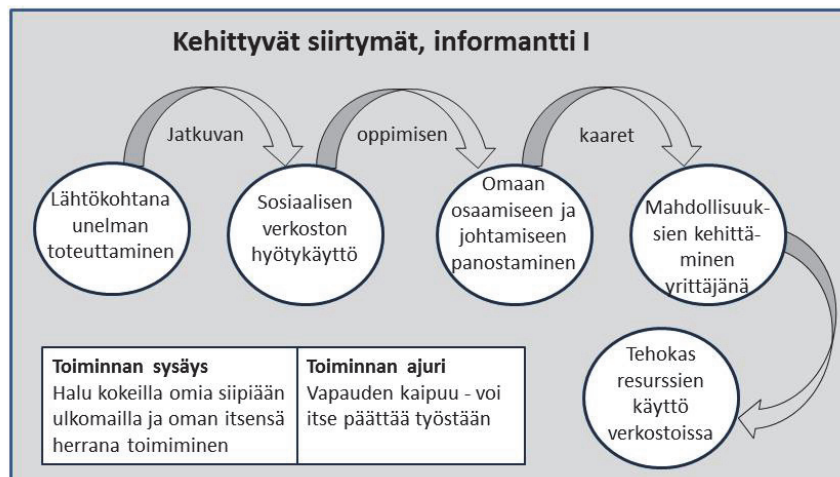 Kehittyvät siirtymät, informantti I
Jatkuvan
oppimisen
kaaret
Lähtökohtana
unelman
toteuttaminen
Sosiaalisen
verkoston
hyötykäyttö
Omaan
osaamiseen ja
johtamiseen
panostaminen
Mahdollisuuk-
sien kehittä-
minen
yrittäjänä
Tehokas
resurssien
käyttö
verkostoissa
Toiminnan sysäys
Halu kokeilla omia siipiään
ulkomailla ja oman itsensä
herrana toimiminen
Toiminnan ajuri
Vapauden kaipuu - voi
itse päättää työstään